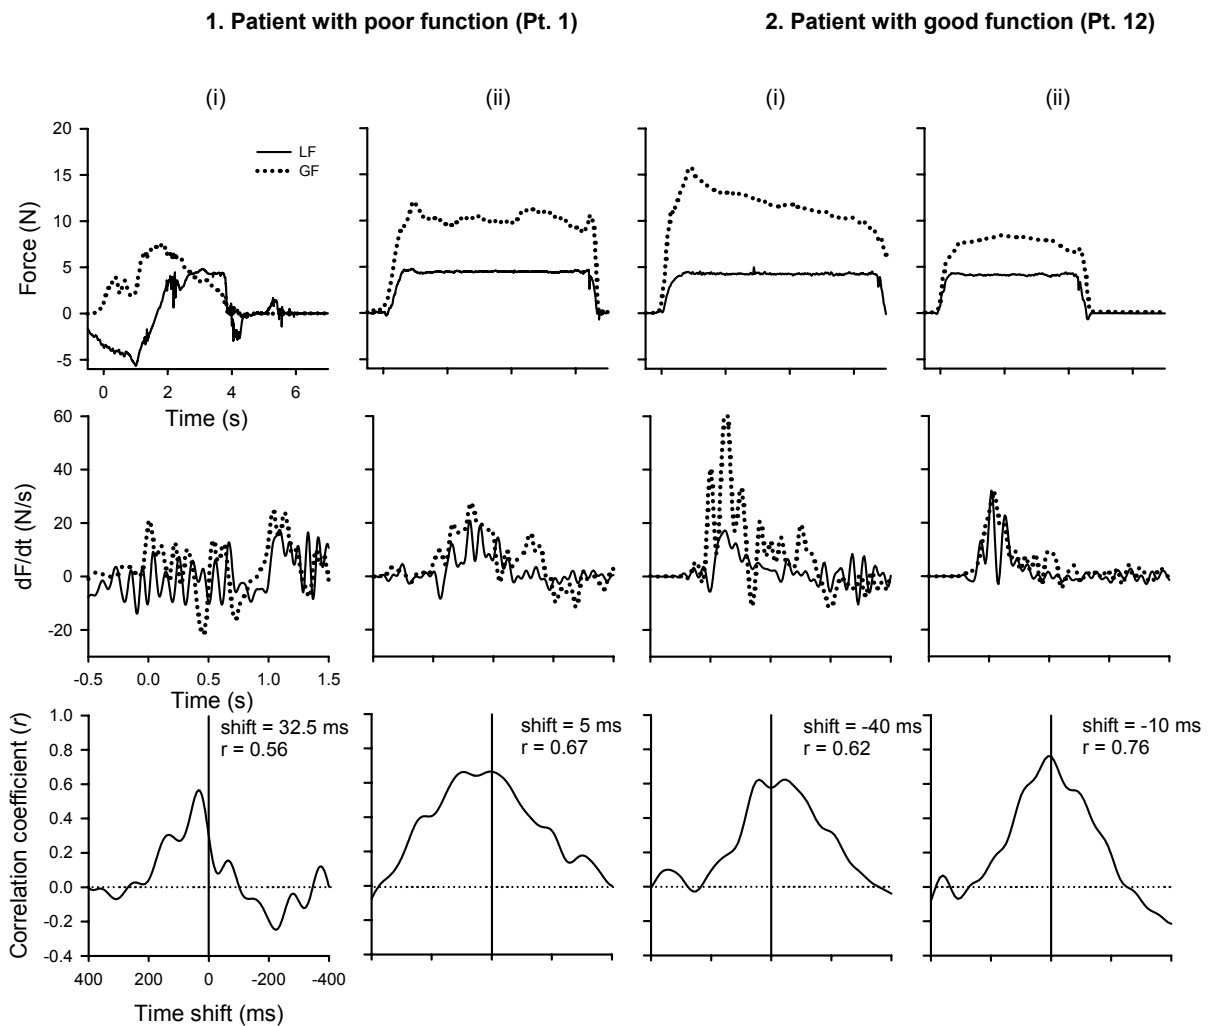 1. Patient with poor function (Pt. 1)
2. Patient with good function (Pt. 12)
(i)
(ii)
(i)
(ii)
Force (N)
20
15
10
5
0
-5
LF
GF
0 2 4 6
Time (s)
dF/dt (N/s)
60
40
20
0
-20
-0.5 0.0 0.5 1.0 1.5
Time (s)
Correlation coefficient (r)
1.0
0.8
0.6
0.4
0.2
0.0
-0.2
-0.4
shift = 32.5 ms
r = 0.56
shift = 5 ms
r = 0.67
shift = -40 ms
r = 0.62
shift = -10 ms
r = 0.76
400 200 0 -200 -400
Time shift (ms)